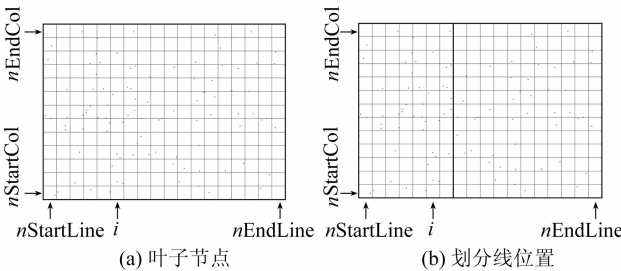 nEndCol
nStartCol
nStartLine i nEndLine
(a) 叶子节点
nEndCol
nStartCol
nStartLine i nEndLine
(b) 划分线位置